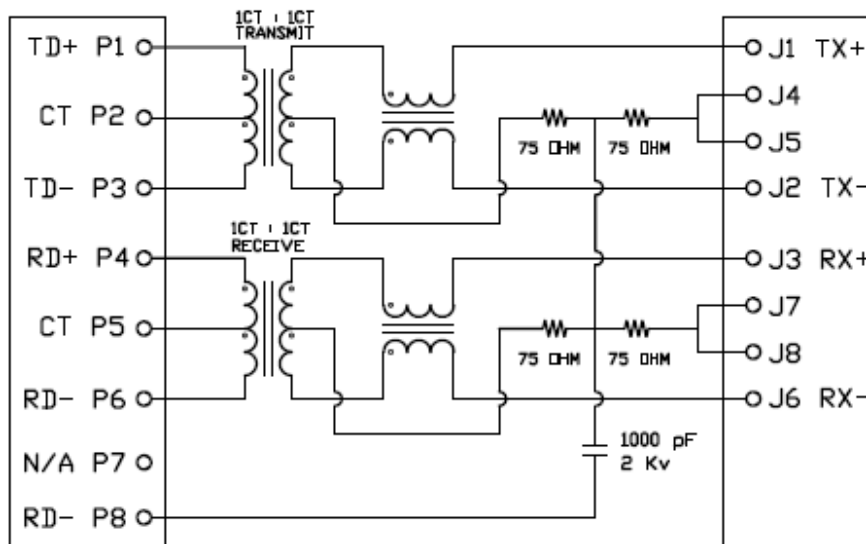 1CT : 1CT
TRANSMIT
TD+ P1
CT P2
TD- P3
75 OHM
75 OHM
J1 TX+
J4
J5
J2 TX-
1CT : 1CT
RECEIVE
RD+ P4
CT P5
RD- P6
75 OHM
75 OHM
J3 RX+
J7
J8
J6 RX-
N/A P7
RD- P8
1000 pF
2 Kv